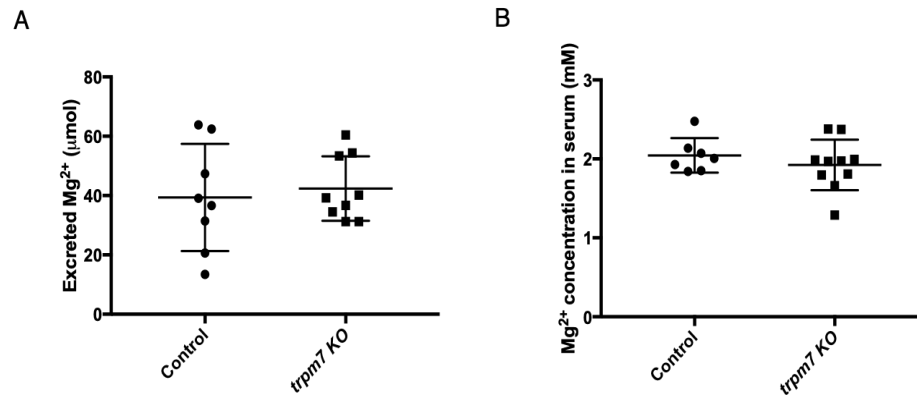 A
Excreted Mg²⁺ (μmol)
80
60
40
20
0
Control
trpm7 KO
B
Mg²⁺ concentration in serum (mM)
3
2
1
0
Control
trpm7 KO